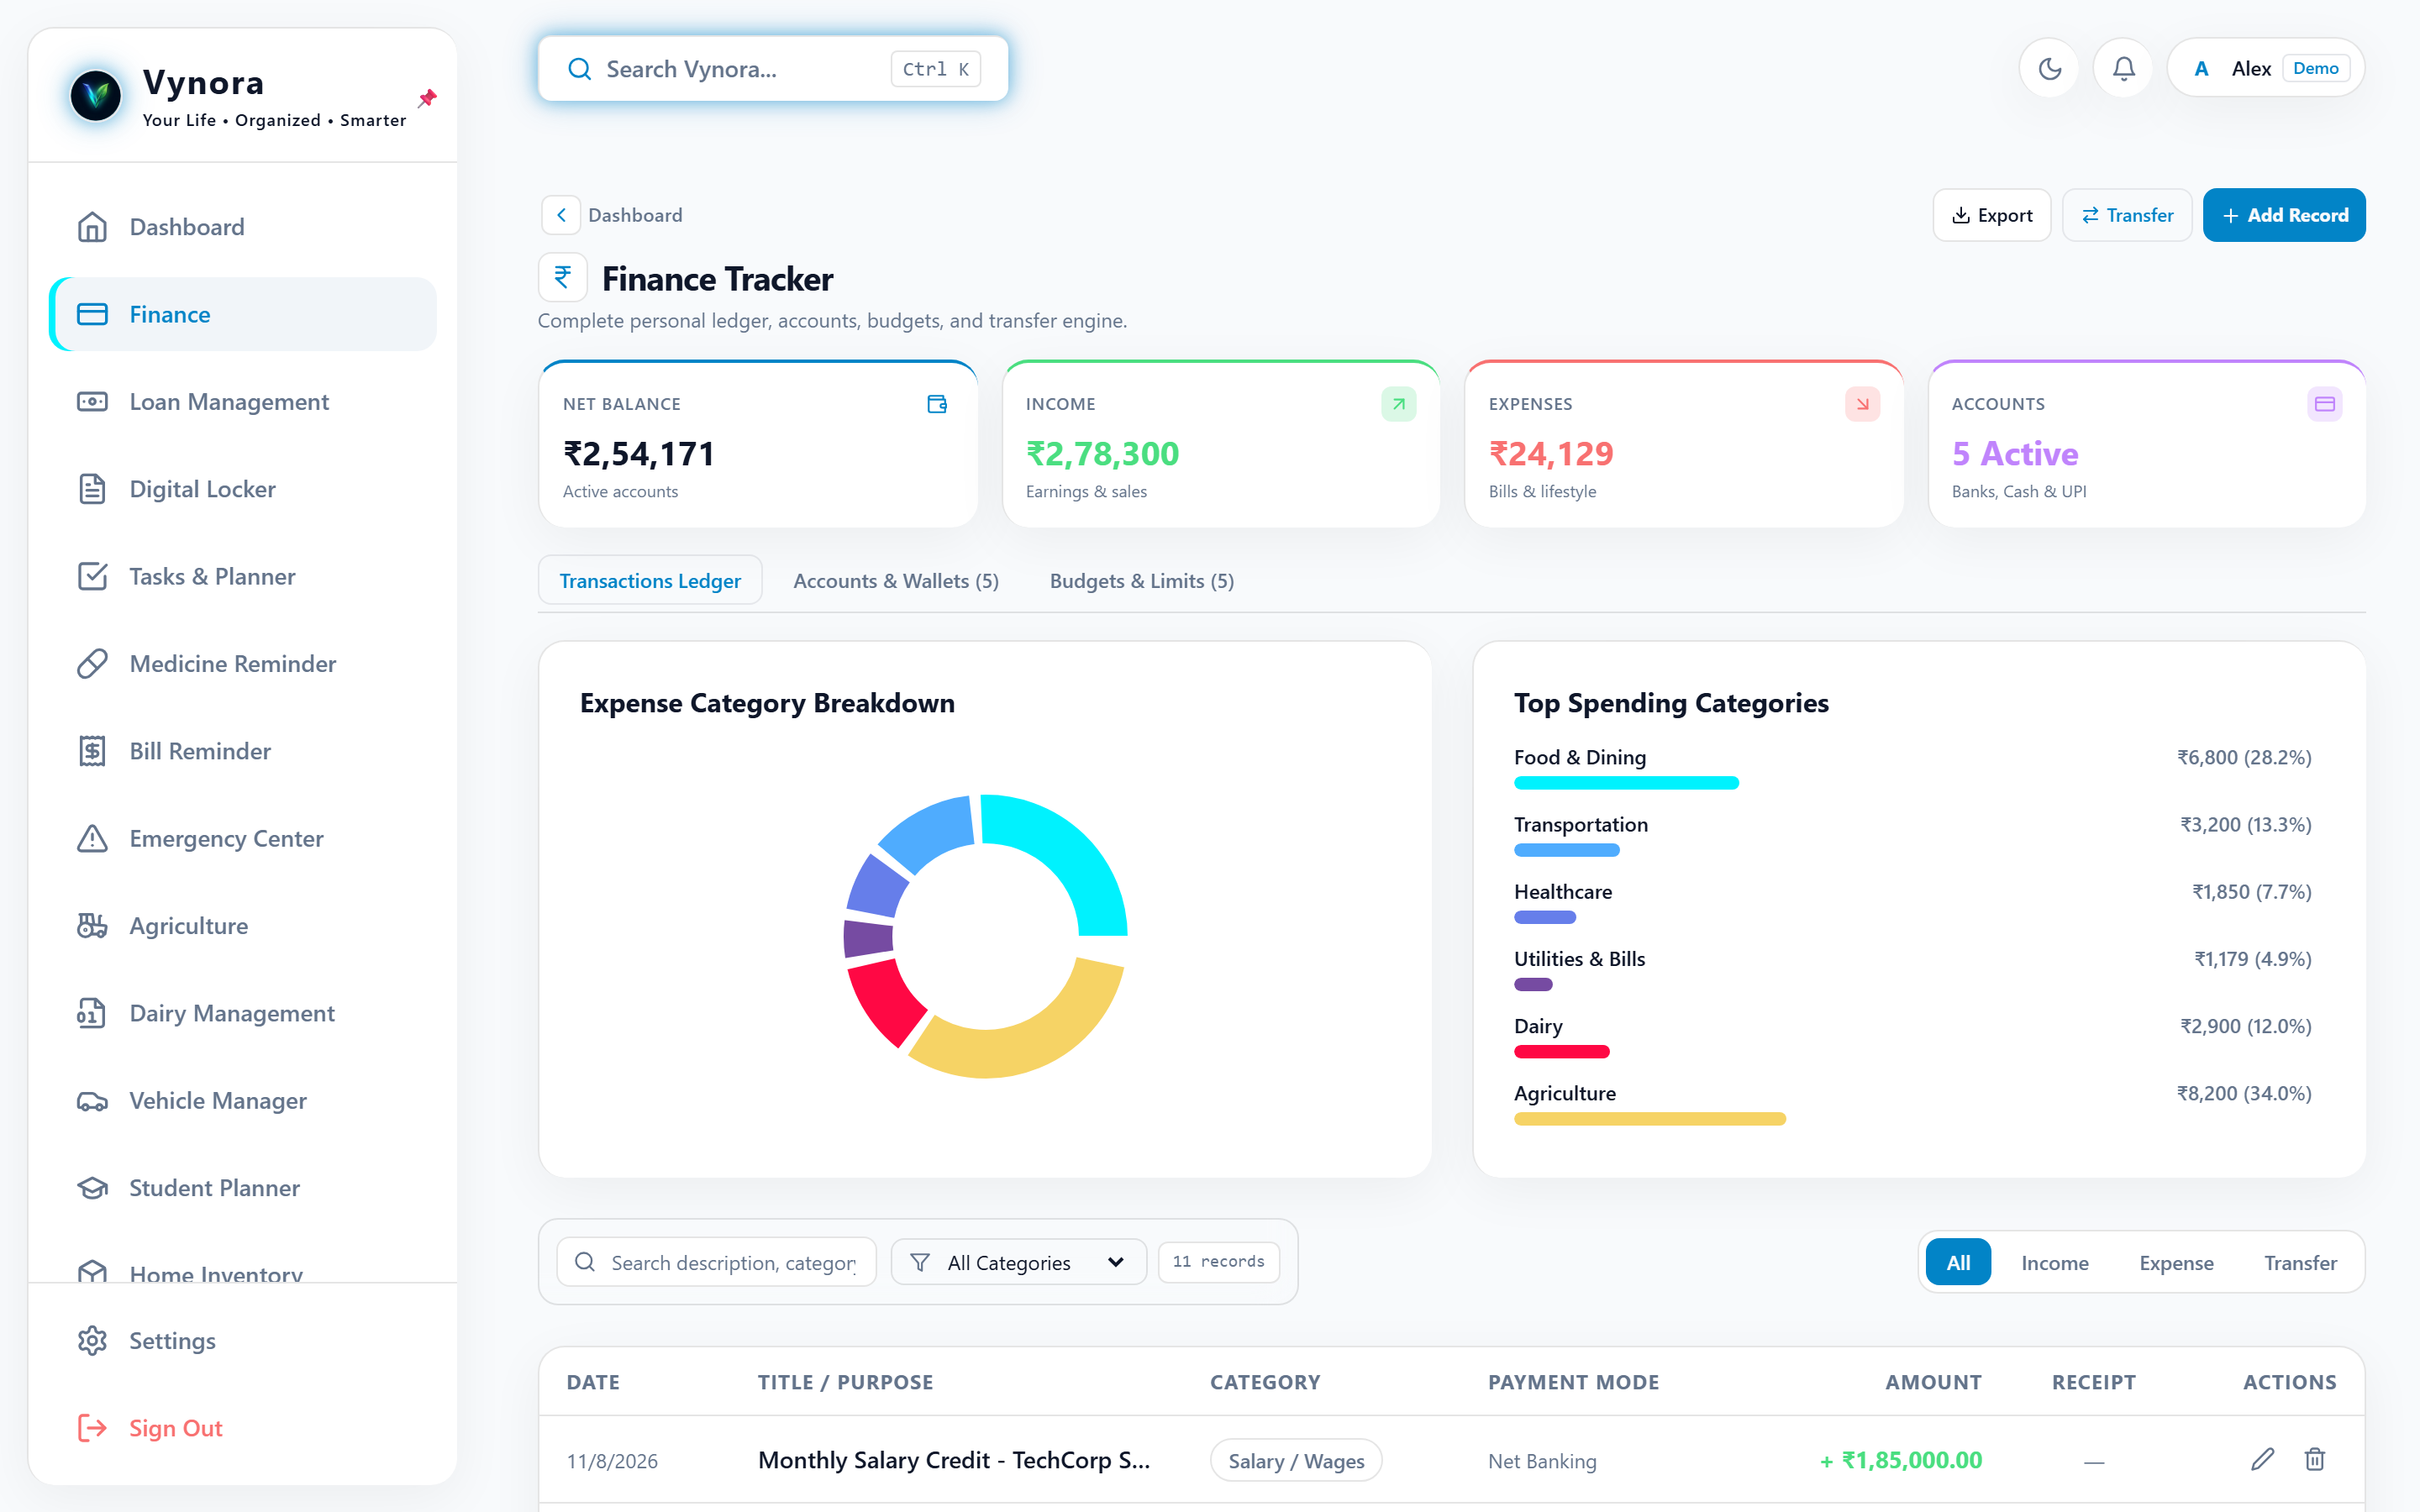 Vynora
Your Life • Organized • Smarter
Dashboard
Finance
Loan Management
Digital Locker
Tasks & Planner
Medicine Reminder
Bill Reminder
Emergency Center
Agriculture
Dairy Management
Vehicle Manager
Student Planner
Home Inventory
Settings
Sign Out
Search Vynora...
Ctrl K
A
Alex
Demo
Dashboard
Export
Transfer
Add Record
₹
Finance Tracker
Complete personal ledger, accounts, budgets, and transfer engine.
NET BALANCE
₹2,54,171
Active accounts
INCOME
₹2,78,300
Earnings & sales
EXPENSES
₹24,129
Bills & lifestyle
ACCOUNTS
5 Active
Banks, Cash & UPI
Transactions Ledger
Accounts & Wallets (5)
Budgets & Limits (5)
Expense Category Breakdown
Top Spending Categories
Food & Dining ₹6,800 (28.2%)
Transportation ₹3,200 (13.3%)
Healthcare ₹1,850 (7.7%)
Utilities & Bills ₹1,179 (4.9%)
Dairy ₹2,900 (12.0%)
Agriculture ₹8,200 (34.0%)
Search description, category
All Categories
11 records
All
Income
Expense
Transfer
DATE TITLE / PURPOSE CATEGORY PAYMENT MODE AMOUNT RECEIPT ACTIONS
11/8/2026 Monthly Salary Credit - TechCorp S... Salary / Wages Net Banking + ₹1,85,000.00 —